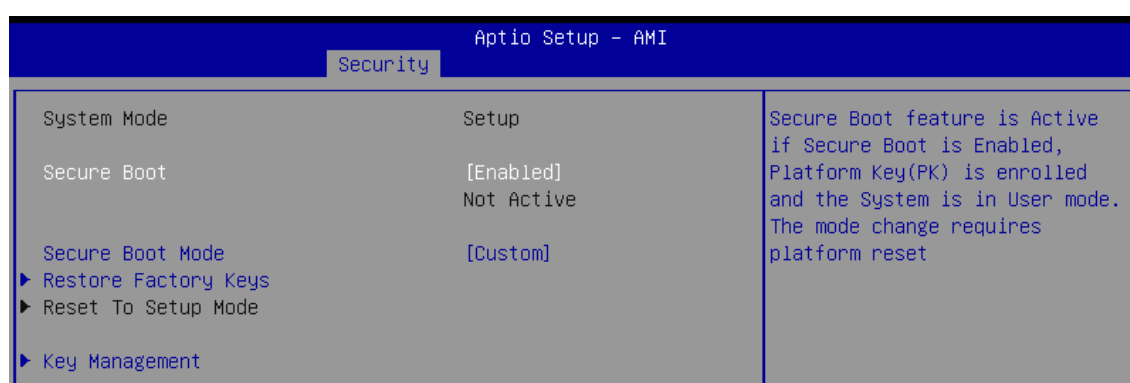 Aptio Setup – AMI
Security
System Mode Setup
Secure Boot [Enabled]
Not Active
Secure Boot Mode [Custom]
Restore Factory Keys
Reset To Setup Mode
Key Management
Secure Boot feature is Active
if Secure Boot is Enabled,
Platform Key(PK) is enrolled
and the System is in User mode.
The mode change requires
platform reset